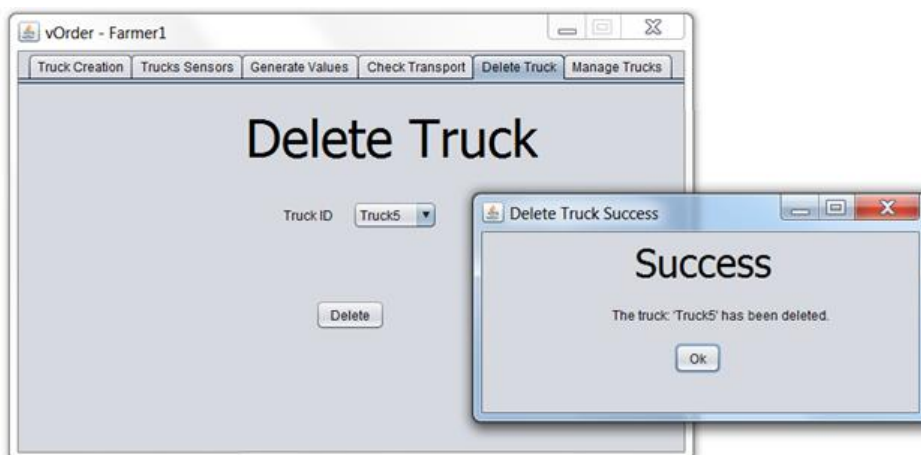 vOrder - Farmer1
Truck Creation Trucks Sensors Generate Values Check Transport Delete Truck Manage Trucks
Delete Truck
Truck ID Truck5
Delete
Delete Truck Success
Success
The truck: 'Truck5' has been deleted.
Ok